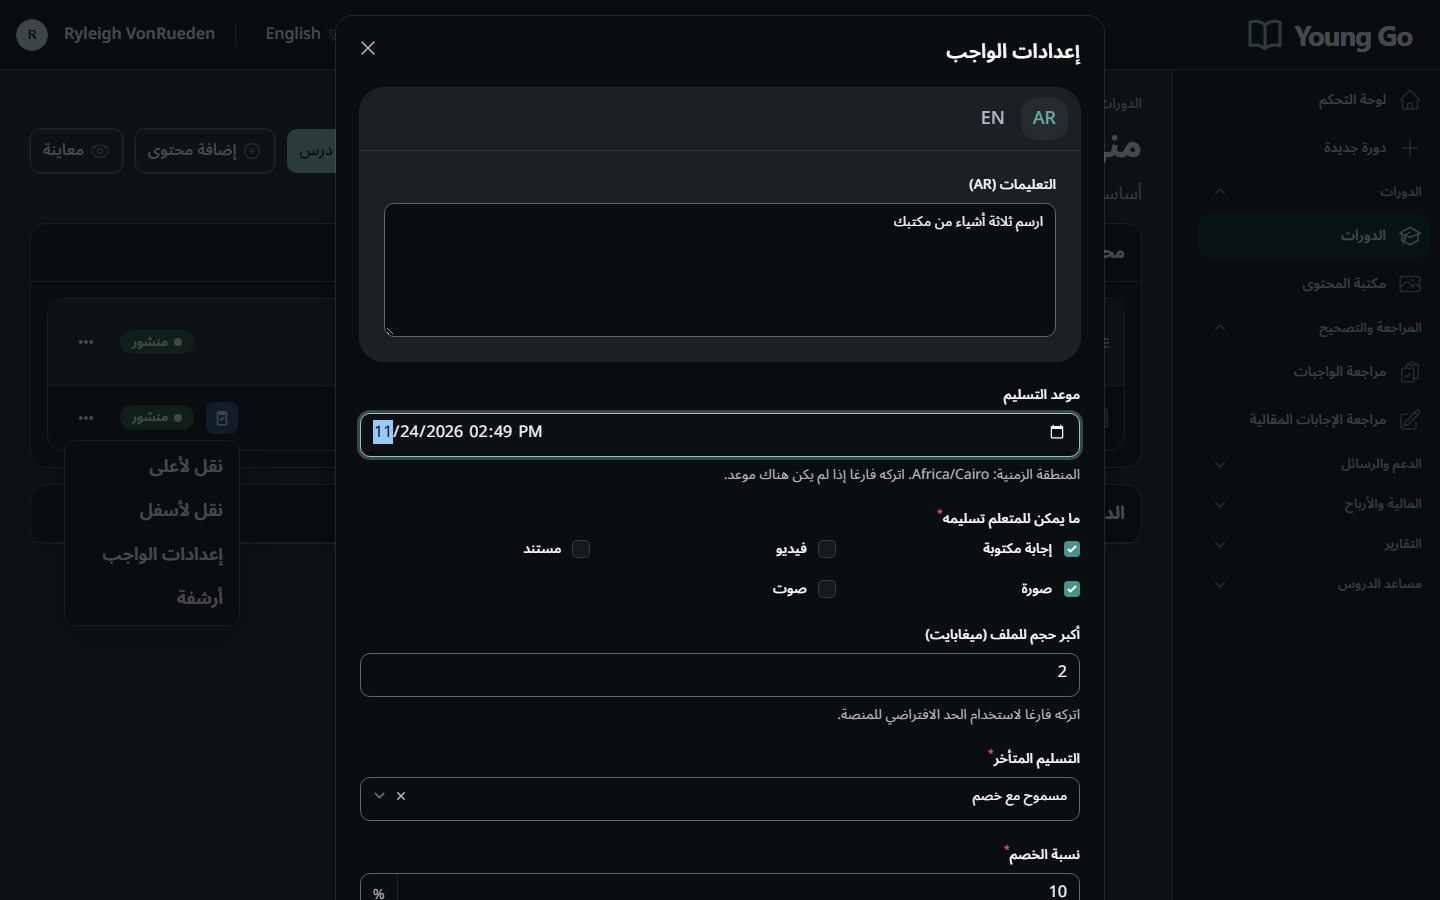 Young Go
English
Ryleigh VonRueden
R
لوحة التحكم
دورة جديدة
الدورات
الدورات
مكتبة المحتوى
المراجعة والتصحيح
مراجعة الواجبات
مراجعة الإجابات المقالية
الدعم والرسائل
المالية والأرباح
التقارير
مساعد الدروس
الدورات
درس
إضافة محتوى
معاينة
منشور
منشور
نقل لأعلى
نقل لأسفل
إعدادات الواجب
أرشفة
إعدادات الواجب
AR
EN
التعليمات (AR)
ارسم ثلاثة أشياء من مكتبك
موعد التسليم
11/24/2026 02:49 PM
المنطقة الزمنية: Africa/Cairo. اتركه فارغا إذا لم يكن هناك موعد.
ما يمكن للمتعلم تسليمه*
إجابة مكتوبة
فيديو
مستند
صورة
صوت
أكبر حجم للملف (ميغابايت)
2
اتركه فارغا لاستخدام الحد الافتراضي للمنصة.
التسليم المتأخر*
مسموح مع خصم
نسبة الخصم*
10
%